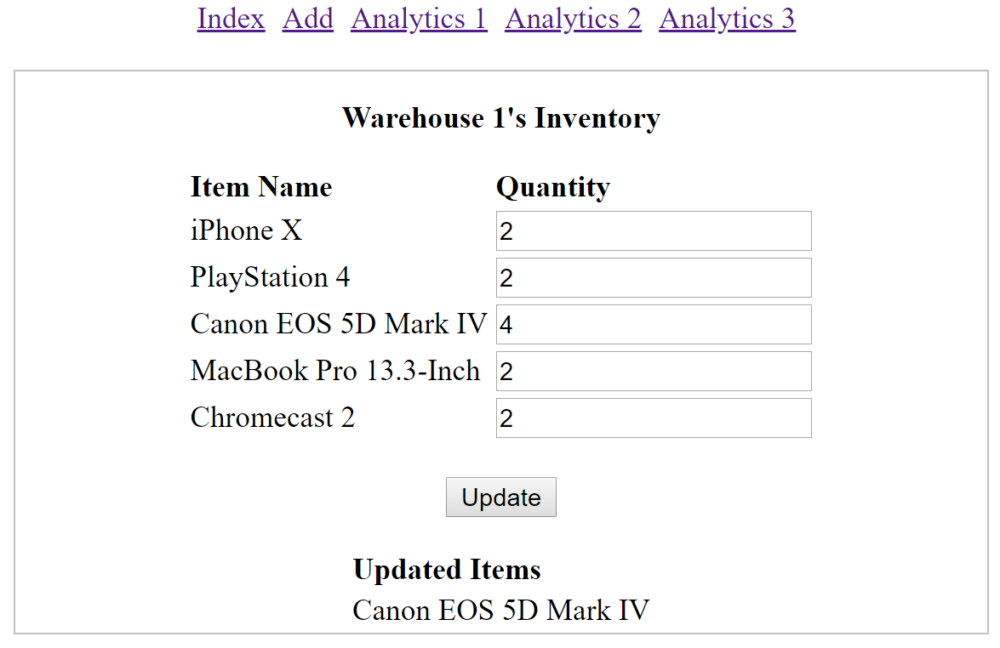 Index Add Analytics 1 Analytics 2 Analytics 3
Warehouse 1's Inventory
Item Name Quantity
iPhone X 2
PlayStation 4 2
Canon EOS 5D Mark IV 4
MacBook Pro 13.3-Inch 2
Chromecast 2 2
Update
Updated Items
Canon EOS 5D Mark IV